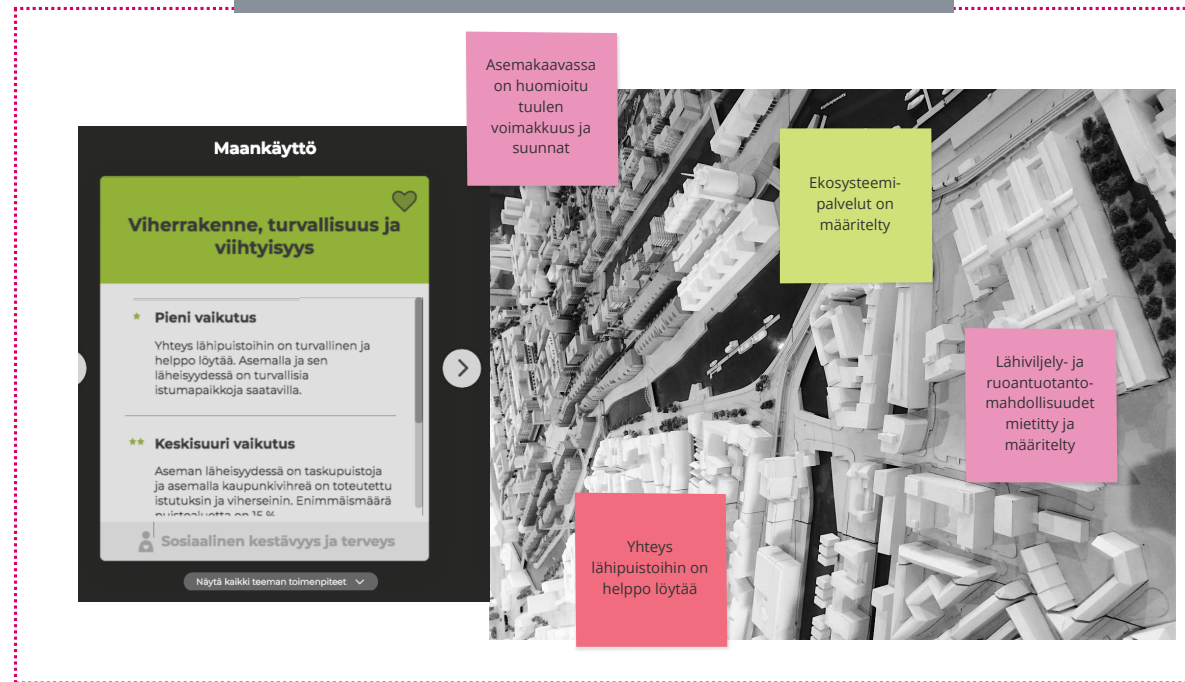 Asemakaavassa
on huomioitu
tuulen
voimakkuus ja
suunnat
Maankäyttö
Viherrakenne, turvallisuus ja
viihtyisyys
Pieni vaikutus
Yhteys lähipuistoihin on turvallinen ja
helppo löytää. Asemalla ja sen
läheisyydessä on turvallisia
istumapaikkoja saatavilla.
Keskisuuri vaikutus
Aseman läheisyydessä on taskupuistoja
ja asemalla kaupunkivihreä on toteutettu
istutuksin ja viherseinin. Enimmäismäärä
puistoaluetta on 15 %.
Sosiaalinen kestävyys ja terveys
Näytä kaikki teeman toimenpiteet
Ekosysteemi-
palvelut on
määritelty
Lähiviljely- ja
ruoantuotanto-
mahdollisuudet
mietitty ja
määritelty
Yhteys
lähipuistoihin on
helppo löytää